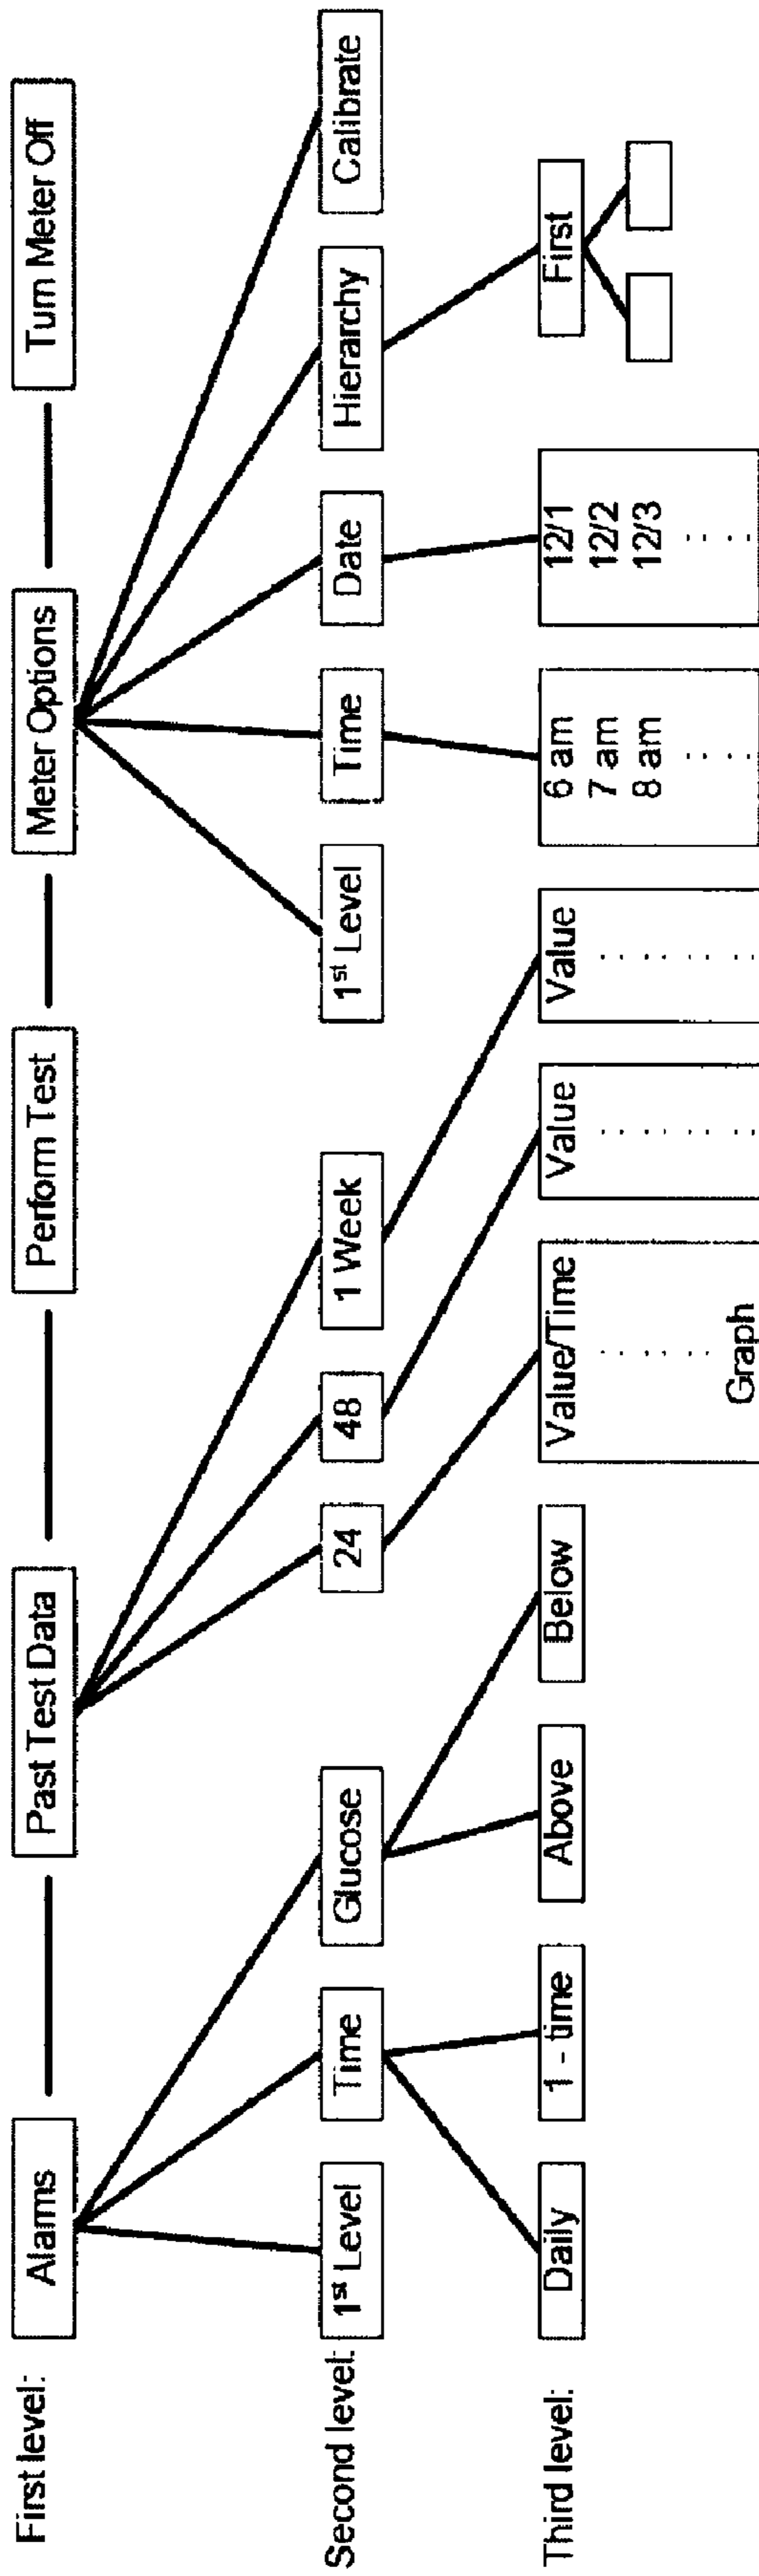 First level:
Alarms
Past Test Data
Perform Test
Meter Options
Turn Meter Off
Second level:
1st Level
Time
Glucose
24
48
1 Week
1st Level
Time
Date
Hierarchy
Calibrate
Third level:
Daily
1 - time
Above
Below
Value/Time
. . . . . .
Graph
Value
. . . . . . . .
Value
. . . . . . . .
6 am
7 am
8 am
. . . .
12/1
12/2
12/3
. . . .
First